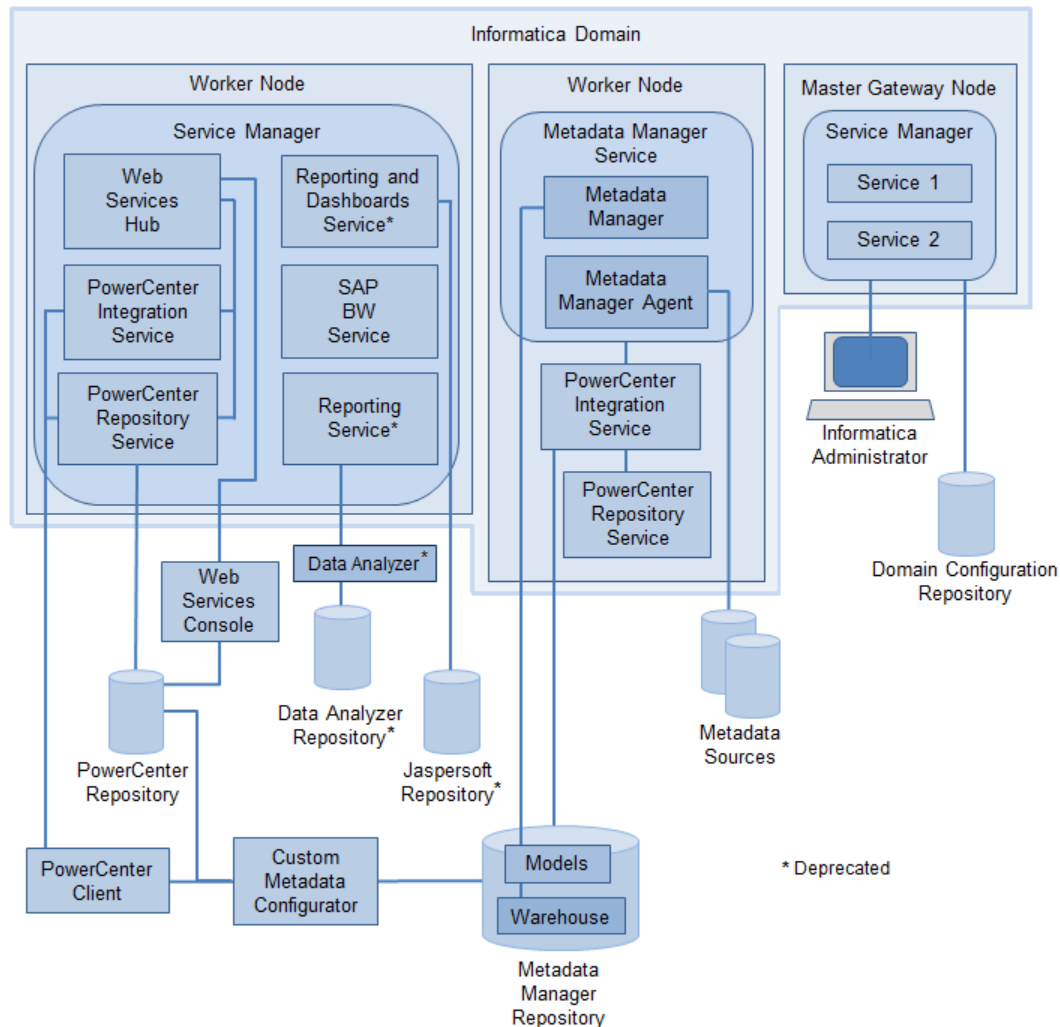 Informatica Domain
Worker Node
Service Manager
Web
Services
Hub
Reporting and
Dashboards
Service*
PowerCenter
Integration
Service
SAP
BW
Service
PowerCenter
Repository
Service
Reporting
Service*
Worker Node
Metadata Manager
Service
Metadata
Manager
Metadata
Manager Agent
PowerCenter
Integration
Service
PowerCenter
Repository
Service
Master Gateway Node
Service Manager
Service 1
Service 2
Informatica
Administrator
Domain Configuration
Repository
Web
Services
Console
Data Analyzer*
Data Analyzer
Repository*
PowerCenter
Repository
Jaspersoft
Repository*
Metadata
Sources
PowerCenter
Client
Custom
Metadata
Configurator
Models
Warehouse
Metadata
Manager
Repository
* Deprecated